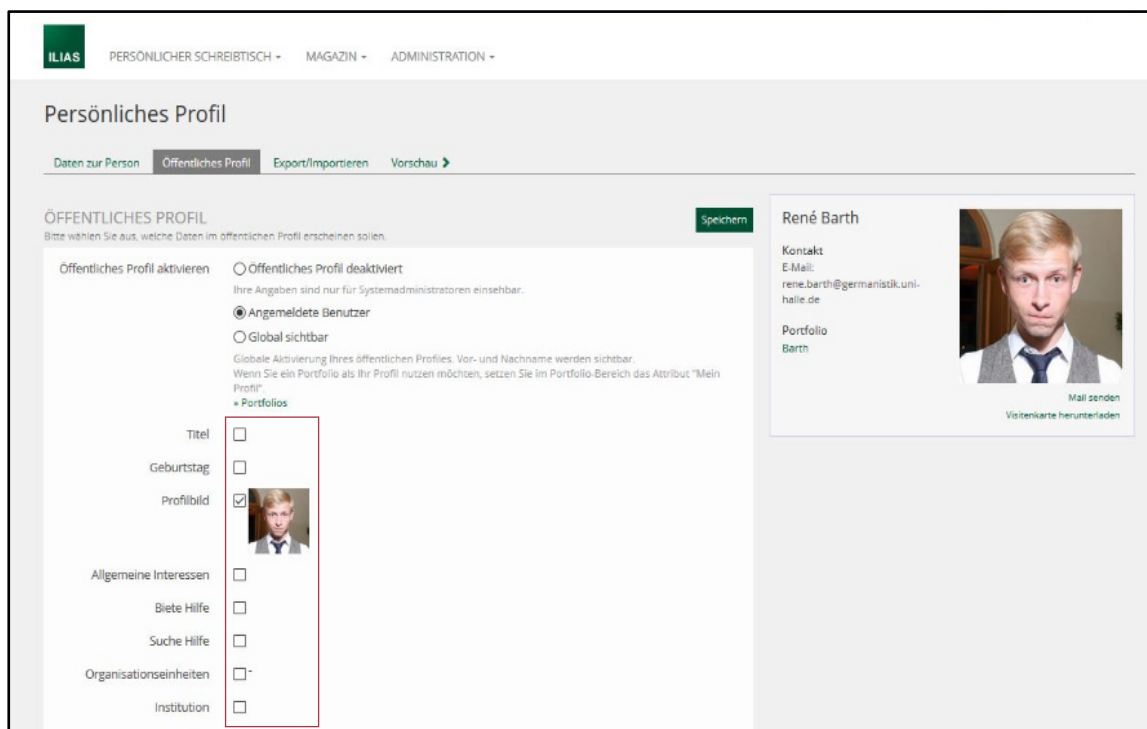 ILIAS PERSÖNLICHER SCHREIBTISCH MAGAZIN ADMINISTRATION
Persönliches Profil
Daten zur Person Öffentliches Profil Export/Importieren Vorschau
ÖFFENTLICHES PROFIL Speichern
Bitte wählen Sie aus, welche Daten im öffentlichen Profil erscheinen sollen.
Öffentliches Profil aktivieren Öffentliches Profil deaktiviert
Ihre Angaben sind nur für Systemadministratoren einsehbar.
Angemeldete Benutzer
Global sichtbar
Globale Aktivierung Ihres öffentlichen Profiles. Vor- und Nachname werden sichtbar.
Wenn Sie ein Portfolio als Ihr Profil nutzen möchten, setzen Sie im Portfolio-Bereich das Attribut "Mein
Profil".
» Portfolios
Titel
Geburtstag
Profilbild
Allgemeine Interessen
Biete Hilfe
Suche Hilfe
Organisationseinheiten -
Institution
René Barth
Kontakt
E-Mail:
rene.barth@germanistik.uni-
halle.de
Portfolio
Barth
Mail senden
Visitenkarte herunterladen